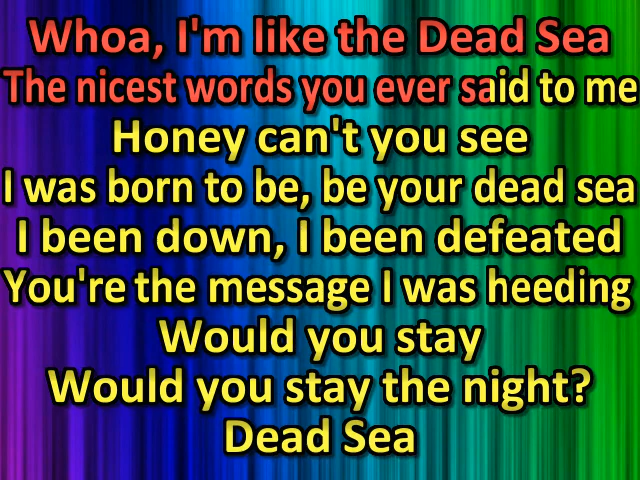 Whoa, I'm like the Dead Sea
The nicest words you ever said to me
Honey can't you see
I was born to be, be your dead sea
I been down, I been defeated
You're the message I was heeding
Would you stay
Would you stay the night?
Dead Sea